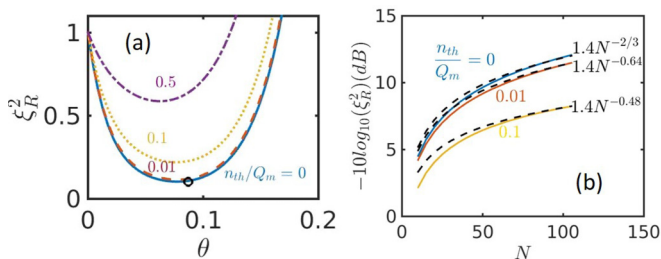 (a)
ξ_R^2
1
0.5
0
0.5
0.1
0.01
n_th/Q_m = 0
0
0.1
0.2
θ
−10log_10(ξ_R^2)(dB)
15
10
5
0
n_th/Q_m = 0
0.01
0.1
1.4N^−2/3
1.4N^−0.64
1.4N^−0.48
(b)
0
50
100
150
N